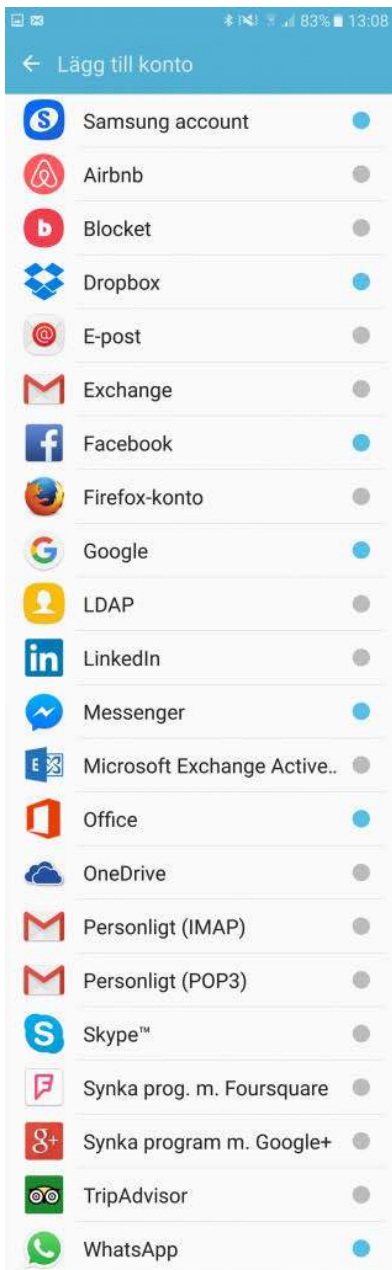 83% 13:08
Lägg till konto
Samsung account
Airbnb
Blocket
Dropbox
E-post
Exchange
Facebook
Firefox-konto
Google
LDAP
LinkedIn
Messenger
Microsoft Exchange Active..
Office
OneDrive
Personligt (IMAP)
Personligt (POP3)
Skype™
Synka prog. m. Foursquare
Synka program m. Google+
TripAdvisor
WhatsApp